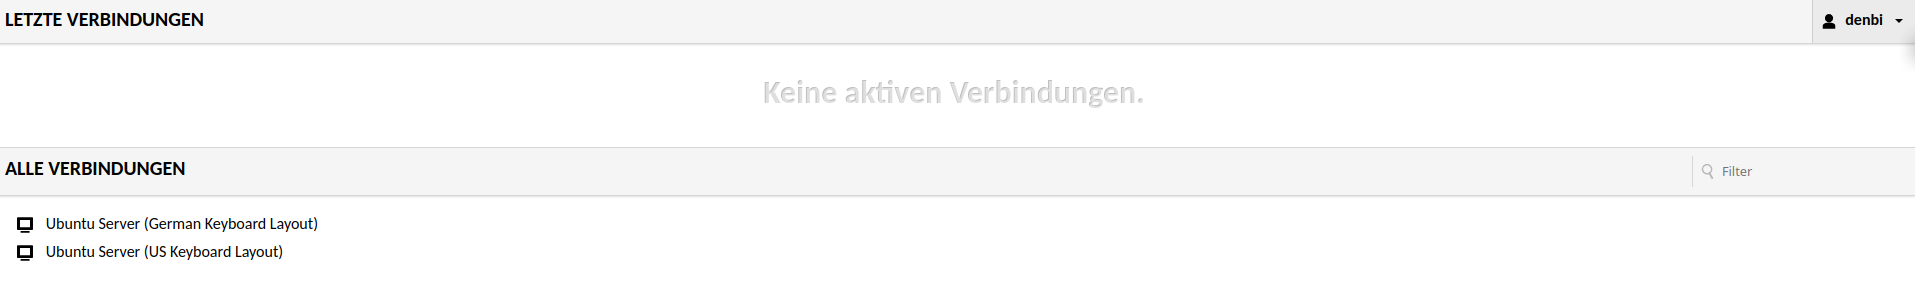 LETZTE VERBINDUNGEN
denbi
Keine aktiven Verbindungen.
ALLE VERBINDUNGEN
Filter
Ubuntu Server (German Keyboard Layout)
Ubuntu Server (US Keyboard Layout)